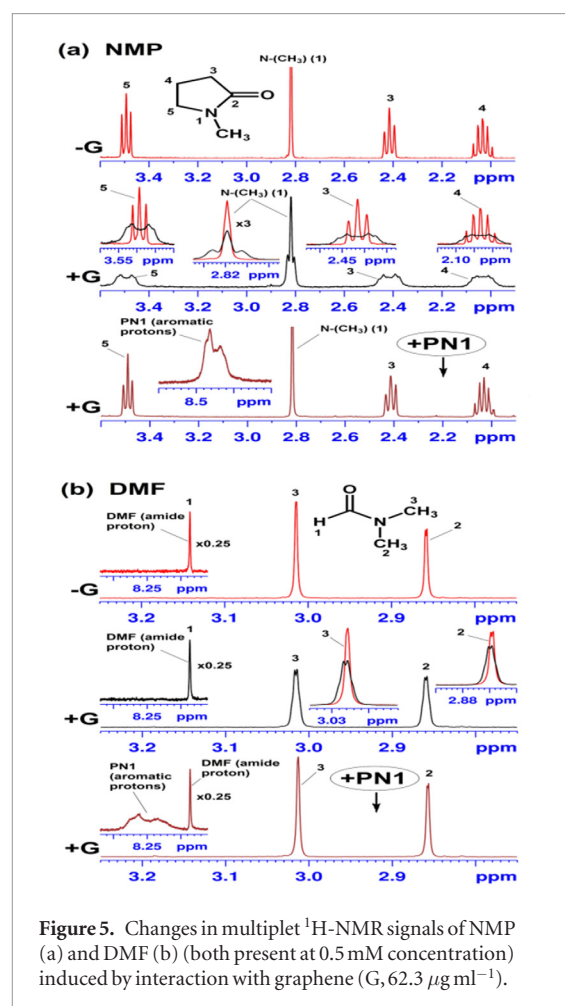 (a) NMP
5
4
3
2
O
5
1
N
CH₃
N-(CH₃) (1)
3
4
-G
3.4
3.2
3.0
2.8
2.6
2.4
2.2
ppm
5
N-(CH₃) (1)
x3
3
4
3.55 ppm
2.82 ppm
2.45 ppm
2.10 ppm
+G
5
3
4
3.4
3.2
3.0
2.8
2.6
2.4
2.2
ppm
PN1 (aromatic
protons)
8.5 ppm
5
N-(CH₃) (1)
+PN1
3
4
+G
3.4
3.2
3.0
2.8
2.6
2.4
2.2
ppm
(b) DMF
DMF (amide
proton)
1
x0.25
8.25 ppm
3
O
H
1
N
3
CH₃
CH₃
2
2
-G
3.2
3.1
3.0
2.9
ppm
DMF (amide
proton)
1
x0.25
8.25 ppm
3
3
3.03 ppm
2
2
2.88 ppm
+G
3.2
3.1
3.0
2.9
ppm
PN1
(aromatic
protons)
DMF (amide
proton)
x0.25
8.25 ppm
3
+PN1
2
+G
3.2
3.1
3.0
2.9
ppm
Figure 5. Changes in multiplet ¹H-NMR signals of NMP
(a) and DMF (b) (both present at 0.5 mM concentration)
induced by interaction with graphene (G, 62.3 μg ml⁻¹).